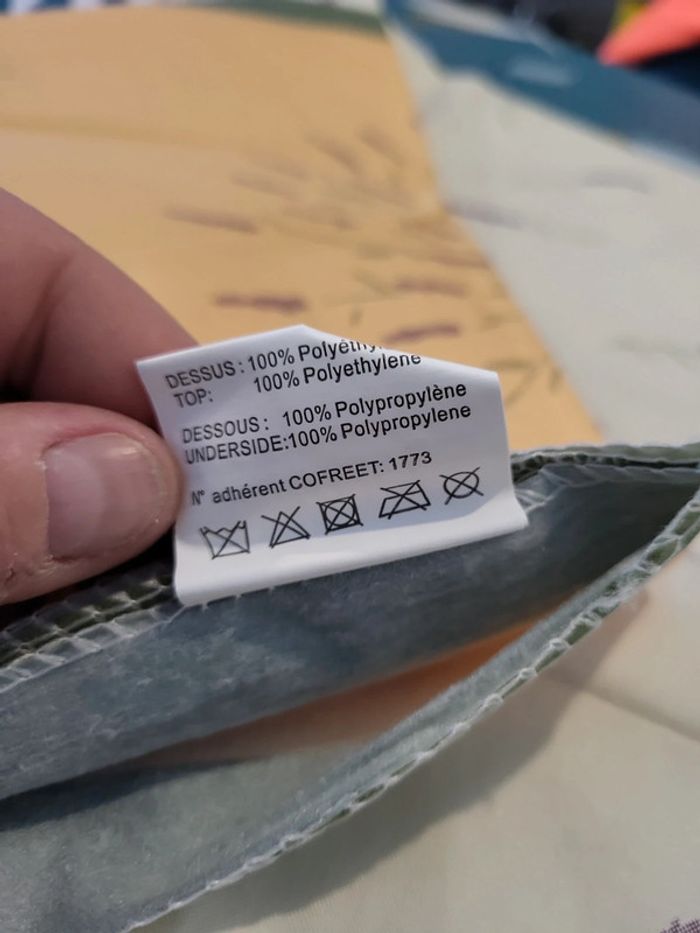 DESSUS : 100%
TOP: 100% Polyethylene
DESSOUS : 100% Polypropylène
UNDERSIDE:100% Polypropylene
N° adhérent COFREET: 1773